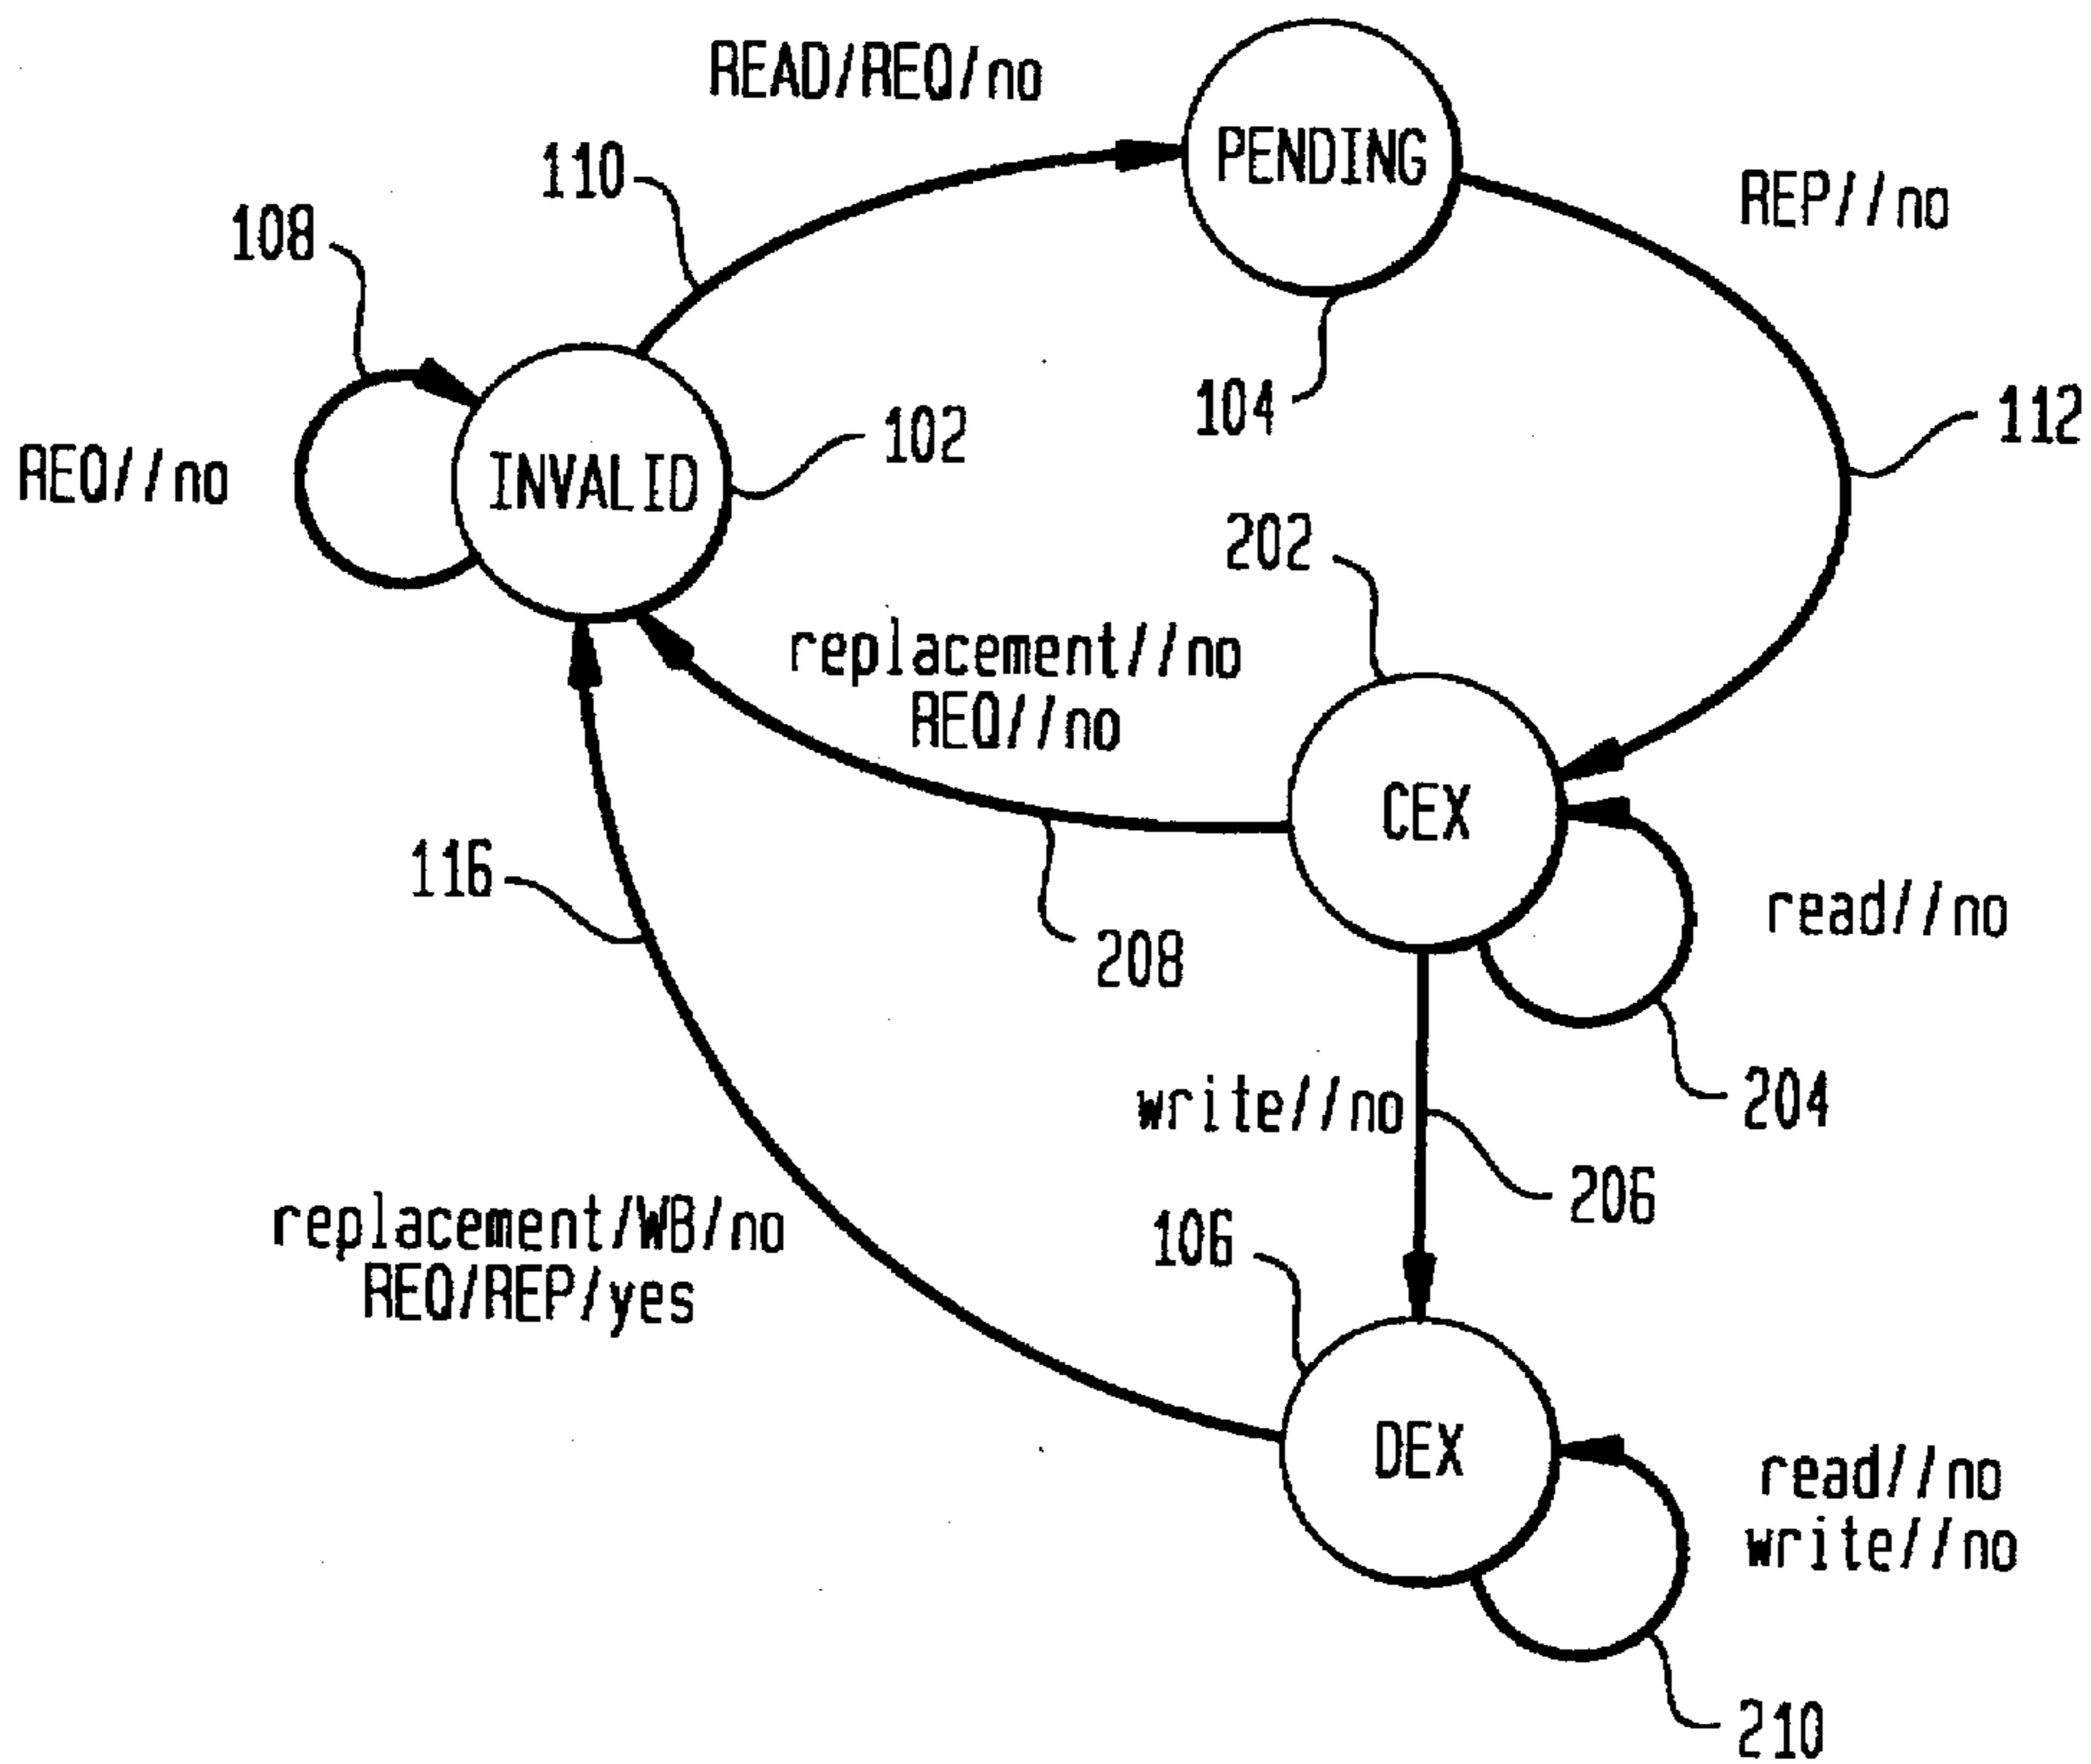 READ/REQ/no
PENDING
110
REP//no
108
104
112
102
REQ//no
INVALID
202
replacement//no
REQ//no
CEX
116
208
read//no
204
write//no
206
replacement/WB/no
REQ/REP/yes
106
DEX
read//no
write//no
210